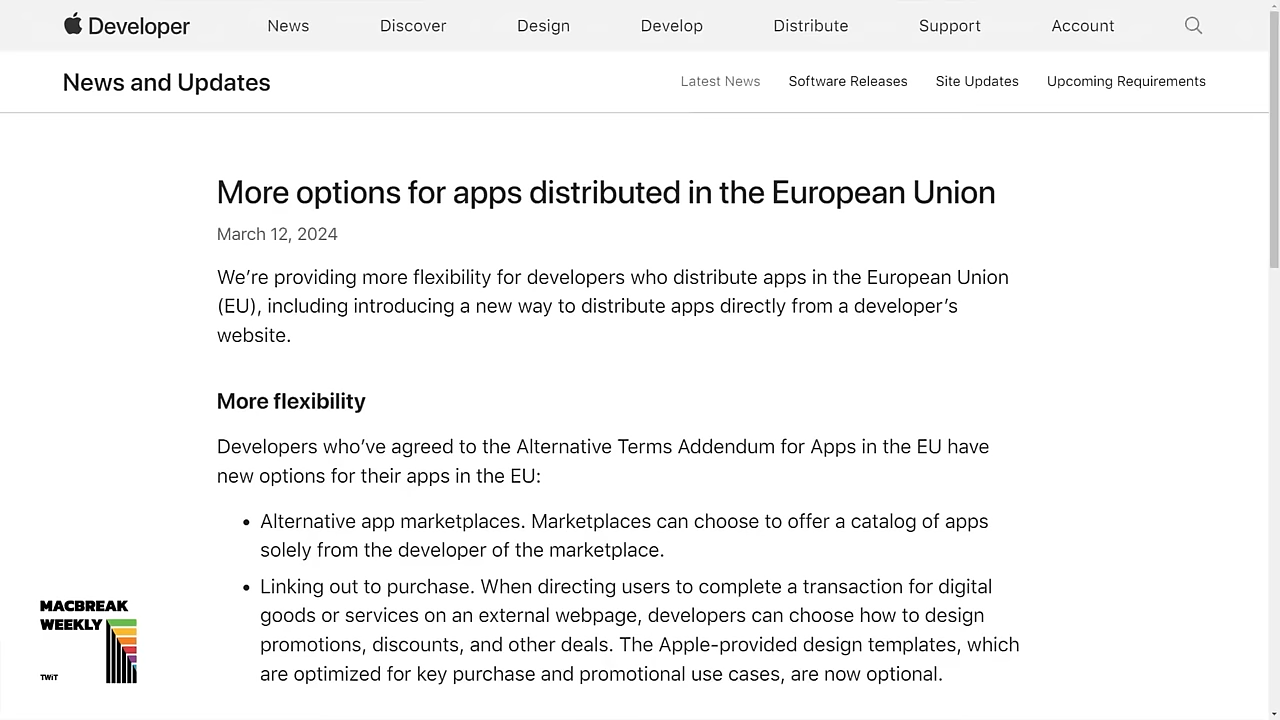 Developer
News
Discover
Design
Develop
Distribute
Support
Account
News and Updates
Latest News
Software Releases
Site Updates
Upcoming Requirements
More options for apps distributed in the European Union
March 12, 2024
We’re providing more flexibility for developers who distribute apps in the European Union
(EU), including introducing a new way to distribute apps directly from a developer’s
website.
More flexibility
Developers who’ve agreed to the Alternative Terms Addendum for Apps in the EU have
new options for their apps in the EU:
• Alternative app marketplaces. Marketplaces can choose to offer a catalog of apps
solely from the developer of the marketplace.
• Linking out to purchase. When directing users to complete a transaction for digital
goods or services on an external webpage, developers can choose how to design
promotions, discounts, and other deals. The Apple-provided design templates, which
are optimized for key purchase and promotional use cases, are now optional.
MACBREAK
WEEKLY
TWiT